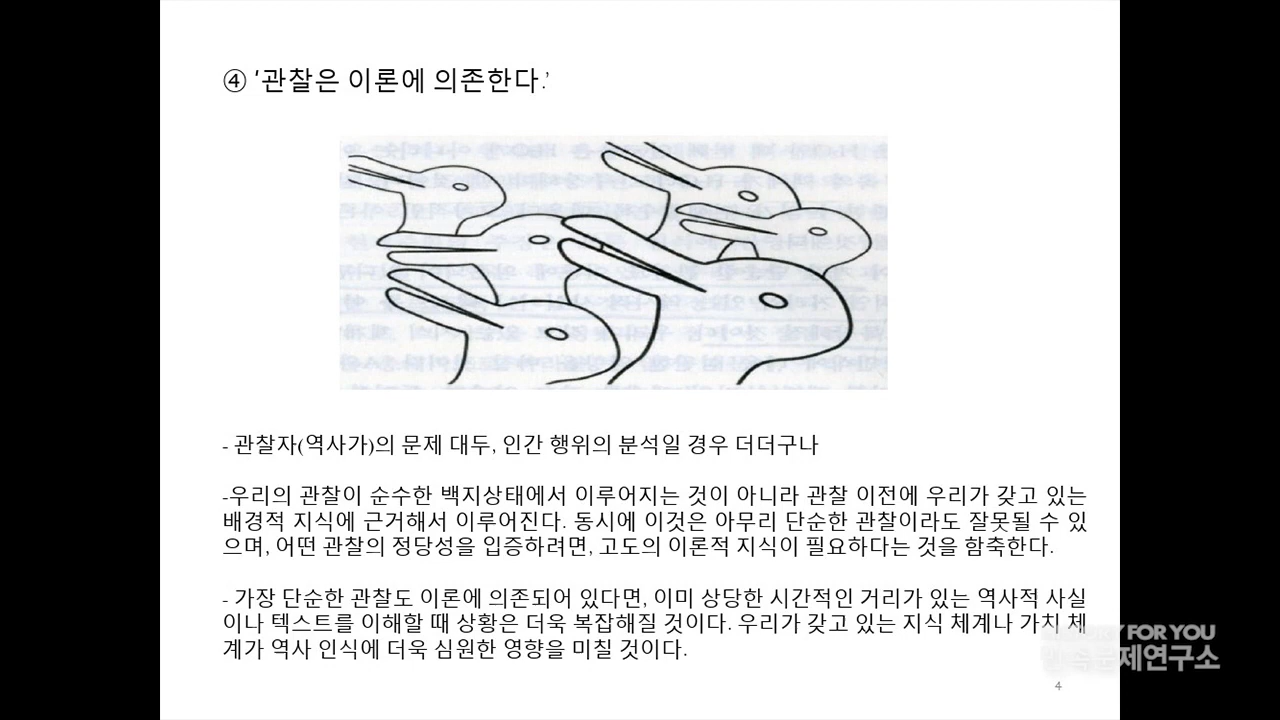 ④ '관찰은 이론에 의존한다.’
- 관찰자(역사가)의 문제 대두, 인간 행위의 분석일 경우 더더구나
-우리의 관찰이 순수한 백지상태에서 이루어지는 것이 아니라 관찰 이전에 우리가 갖고 있는
배경적 지식에 근거해서 이루어진다. 동시에 이것은 아무리 단순한 관찰이라도 잘못될 수 있
으며, 어떤 관찰의 정당성을 입증하려면, 고도의 이론적 지식이 필요하다는 것을 함축한다.
- 가장 단순한 관찰도 이론에 의존되어 있다면, 이미 상당한 시간적인 거리가 있는 역사적 사실
이나 텍스트를 이해할 때 상황은 더욱 복잡해질 것이다. 우리가 갖고 있는 지식 체계나 가치 체
계가 역사 인식에 더욱 심원한 영향을 미칠 것이다.
FOR YOU
4